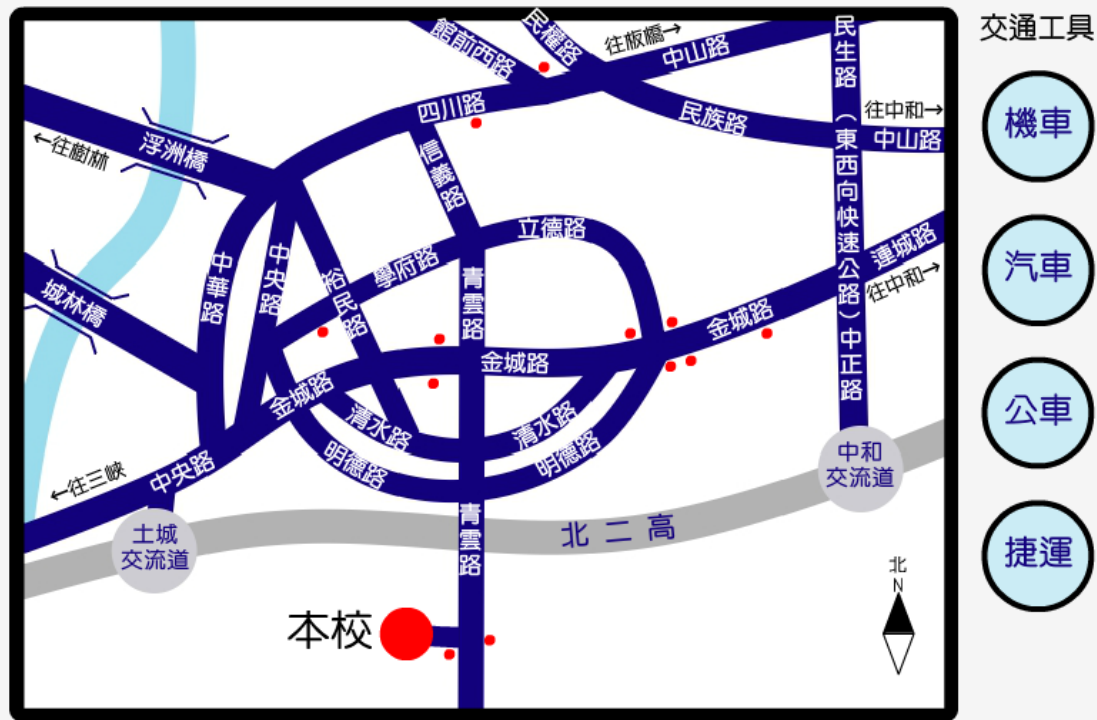 交通工具
機車
汽車
公車
捷運
館前西路
民權路
往板橋→
中山路
民生路(東西向快速公路)中正路
四川路
民族路
往中和→
中山路
浮洲橋
←往樹林
信義路
立德路
學府路
青雲路
中華路
中央路
裕民路
連城路
往中和→
城林橋
金城路
金城路
金城路
清水路
清水路
明德路
明德路
中央路
←往三峽
中和
交流道
土城
交流道
北二高
青雲路
本校
北
N